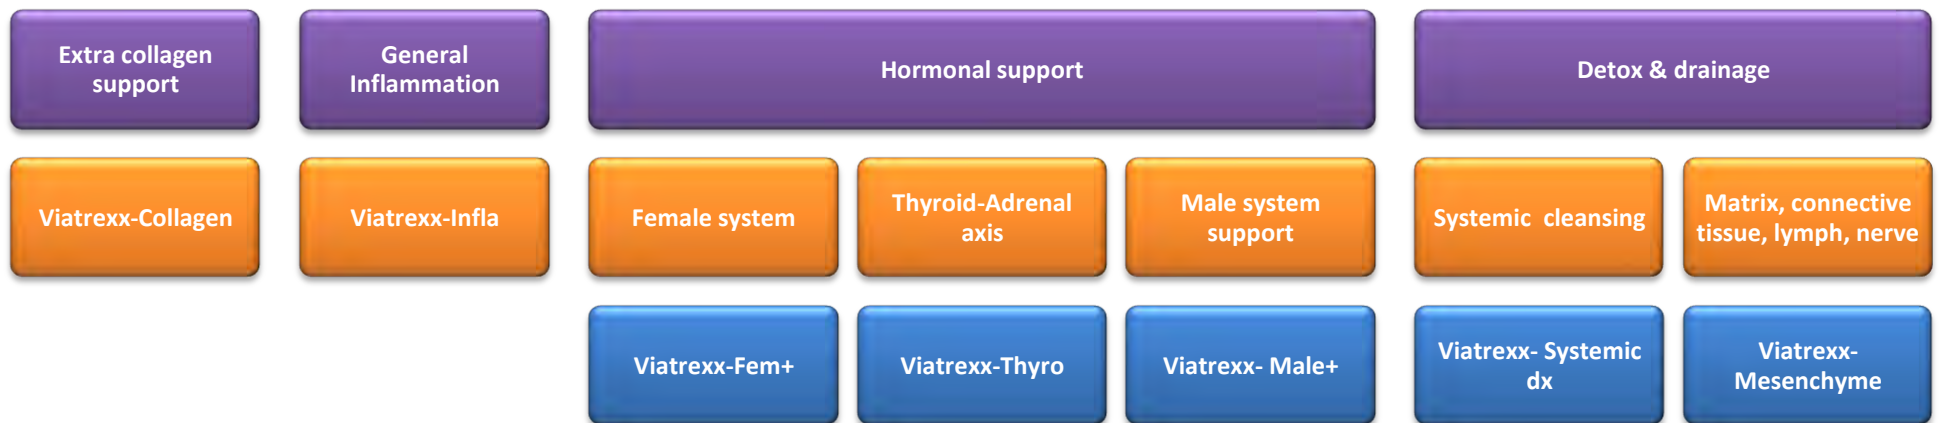 Extra collagen
support
General
Inflammation
Hormonal support
Detox & drainage
Viatrexx-Collagen
Viatrexx-Infla
Female system
Thyroid-Adrenal
axis
Male system
support
Systemic  cleansing
Matrix, connective
tissue, lymph, nerve
Viatrexx-Fem+
Viatrexx-Thyro
Viatrexx- Male+
Viatrexx- Systemic
dx
Viatrexx-
Mesenchyme